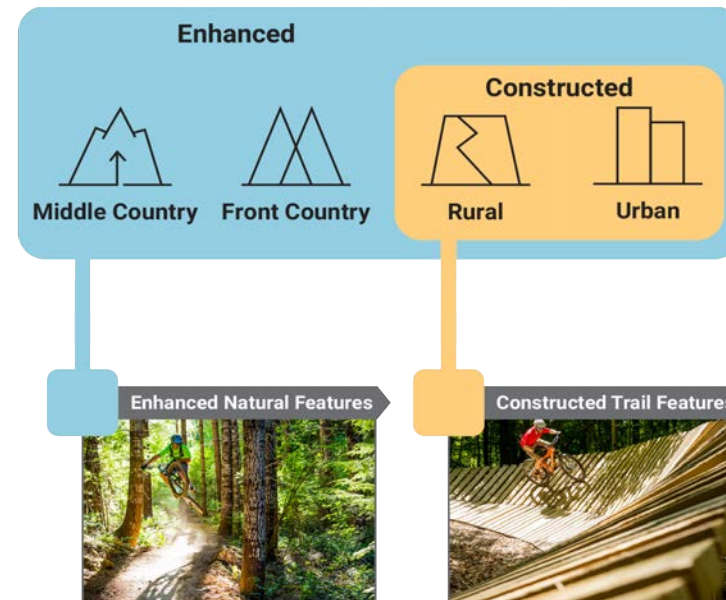 Enhanced
Constructed
Middle Country
Front Country
Rural
Urban
Enhanced Natural Features
Constructed Trail Features